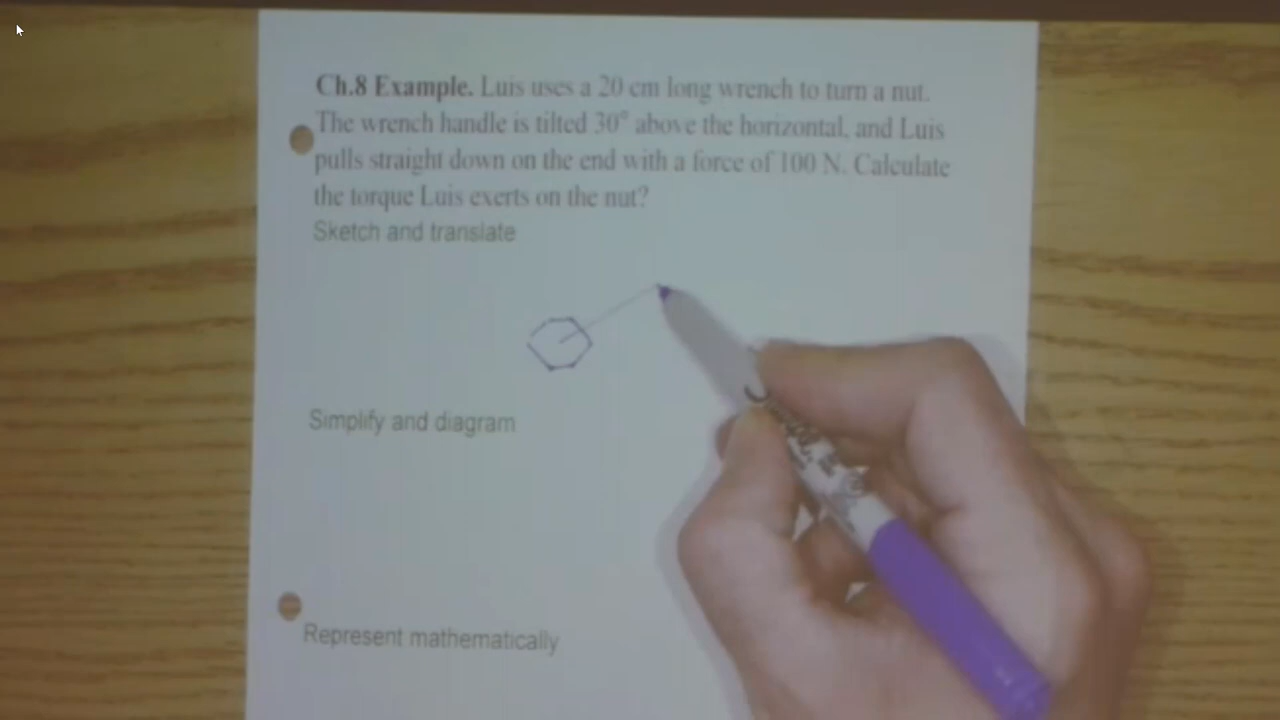 Ch.8 Example. Luis uses a 20 cm long wrench to turn a nut.
The wrench handle is tilted 30° above the horizontal, and Luis
pulls straight down on the end with a force of 100 N. Calculate
the torque Luis exerts on the nut?
Sketch and translate
Simplify and diagram
Represent mathematically